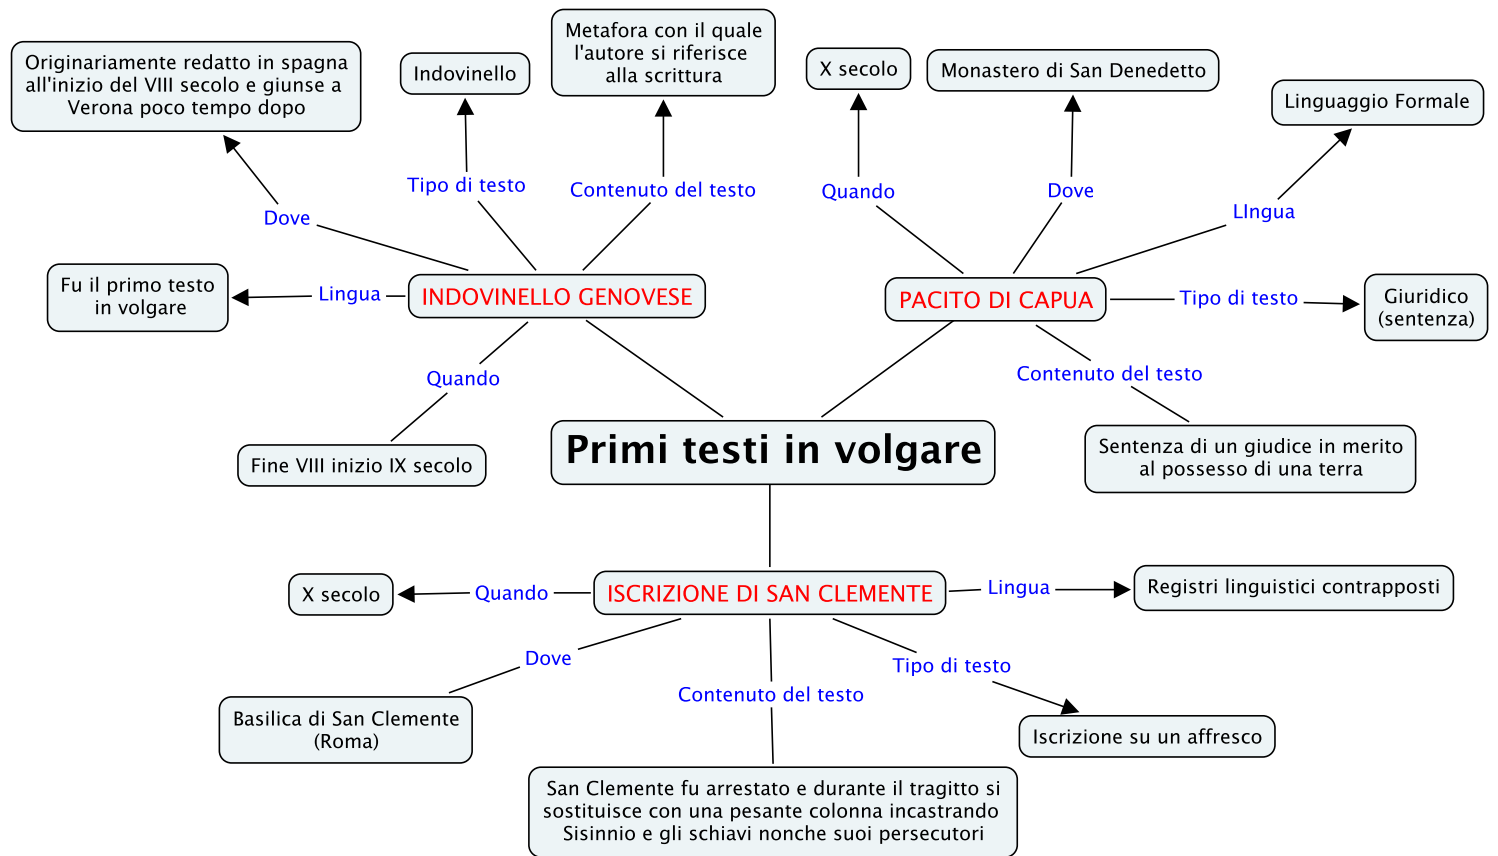 Metafora con il quale
l'autore si riferisce
alla scrittura
Originariamente redatto in spagna
all'inizio del VIII secolo e giunse a
Verona poco tempo dopo
Indovinello
X secolo
Monastero di San Denedetto
Linguaggio Formale
Tipo di testo
Contenuto del testo
Quando
Dove
LIngua
Dove
Fu il primo testo
in volgare
Lingua
INDOVINELLO GENOVESE
PACITO DI CAPUA
Tipo di testo
Giuridico
(sentenza)
Quando
Contenuto del testo
Fine VIII inizio IX secolo
Primi testi in volgare
Sentenza di un giudice in merito
al possesso di una terra
X secolo
Quando
ISCRIZIONE DI SAN CLEMENTE
Lingua
Registri linguistici contrapposti
Dove
Tipo di testo
Contenuto del testo
Basilica di San Clemente
(Roma)
Iscrizione su un affresco
San Clemente fu arrestato e durante il tragitto si
sostituisce con una pesante colonna incastrando
Sisinnio e gli schiavi nonche suoi persecutori